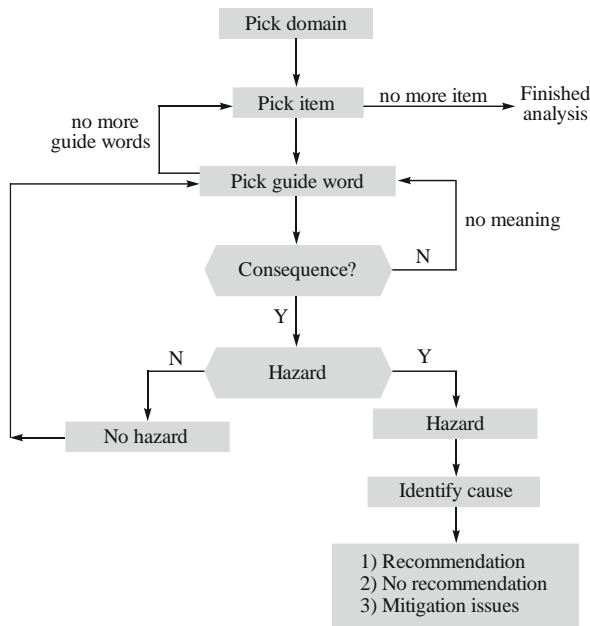 Pick domain
Pick item
no more item
Finished
analysis
no more
guide words
Pick guide word
no meaning
Consequence?
N
Y
Hazard
N
Y
No hazard
Hazard
Identify cause
1) Recommendation
2) No recommendation
3) Mitigation issues